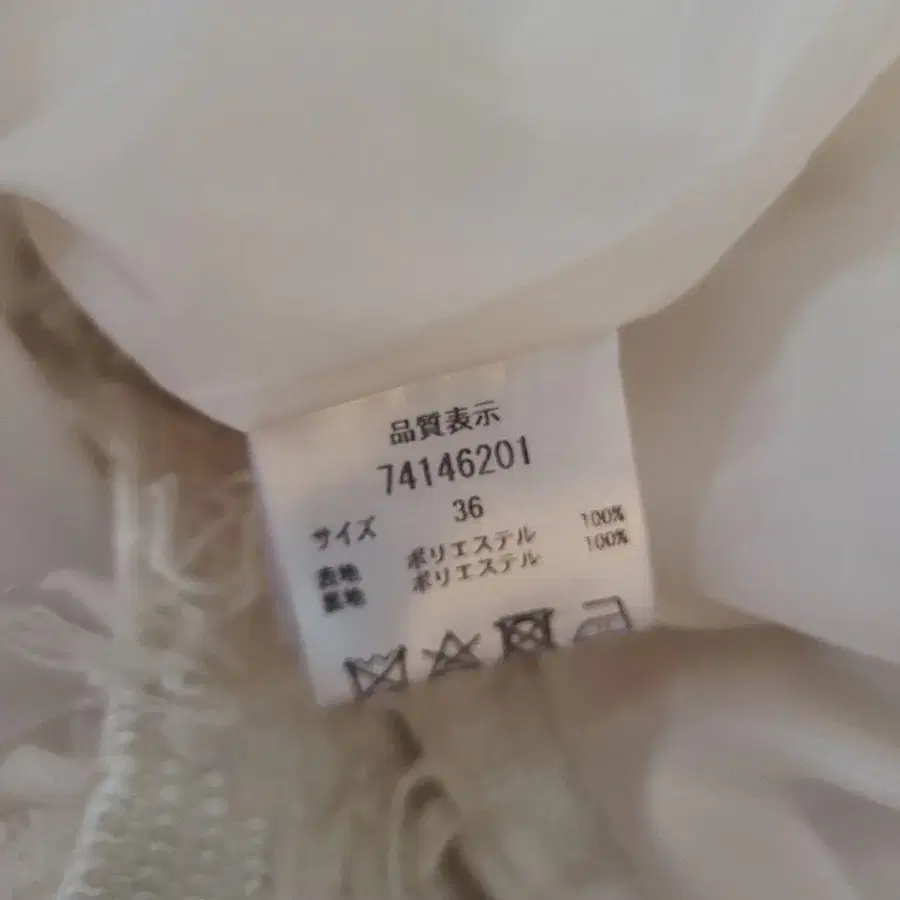 品質表示
74146201
サイズ 36
表地 ポリエステル 100%
裏地 ポリエステル 100%